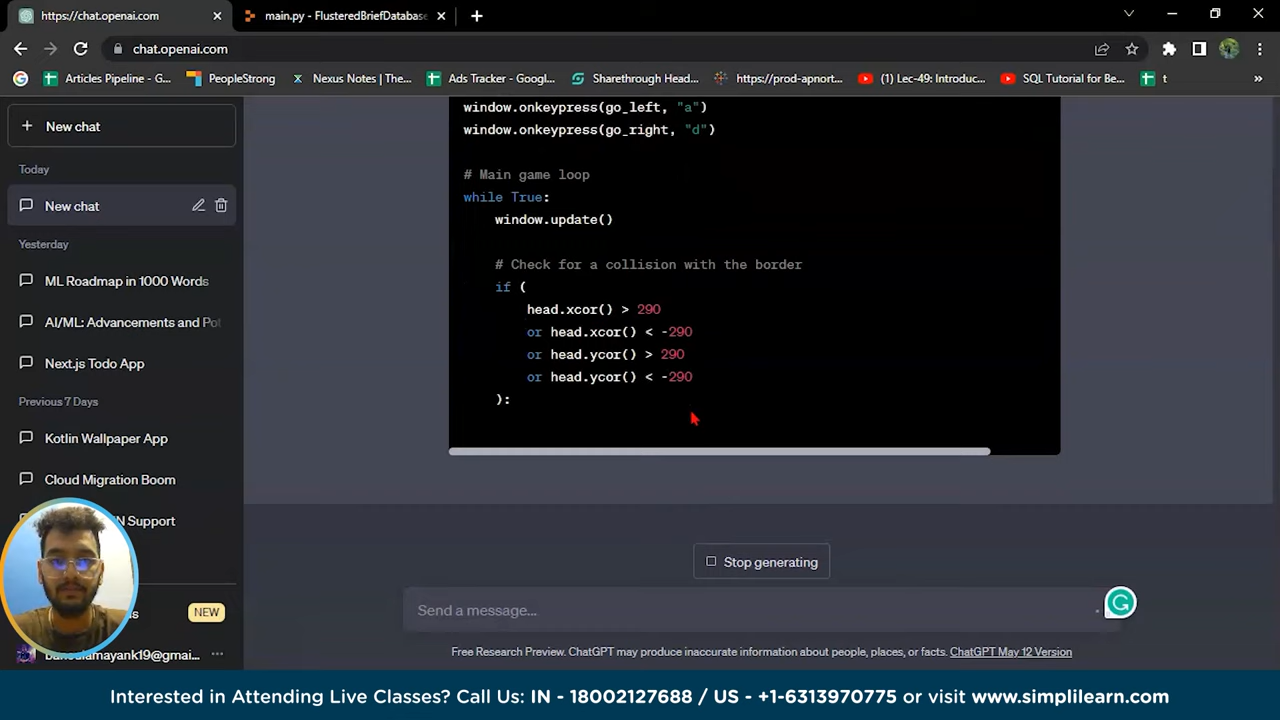 https://chat.openai.com
main.py - FlusteredBriefDatabase
chat.openai.com
Articles Pipeline - G...
PeopleStrong
Nexus Notes | The...
Ads Tracker - Googl...
Sharethrough Head...
https://prod-apnort...
(1) Lec-49: Introduc...
SQL Tutorial for Be...
t
»
+ New chat
Today
New chat
Yesterday
ML Roadmap in 1000 Words
AI/ML: Advancements and Pot
Next.js Todo App
Previous 7 Days
Kotlin Wallpaper App
Cloud Migration Boom
N Support
NEW
window.onkeypress(go_left, "a")
window.onkeypress(go_right, "d")
# Main game loop
while True:
window.update()
# Check for a collision with the border
if (
head.xcor() > 290
or head.xcor() < -290
or head.ycor() > 290
or head.ycor() < -290
):
Stop generating
Send a message...
Free Research Preview. ChatGPT may produce inaccurate information about people, places, or facts. ChatGPT May 12 Version
Interested in Attending Live Classes? Call Us: IN - 18002127688 / US - +1-6313970775 or visit www.simplilearn.com